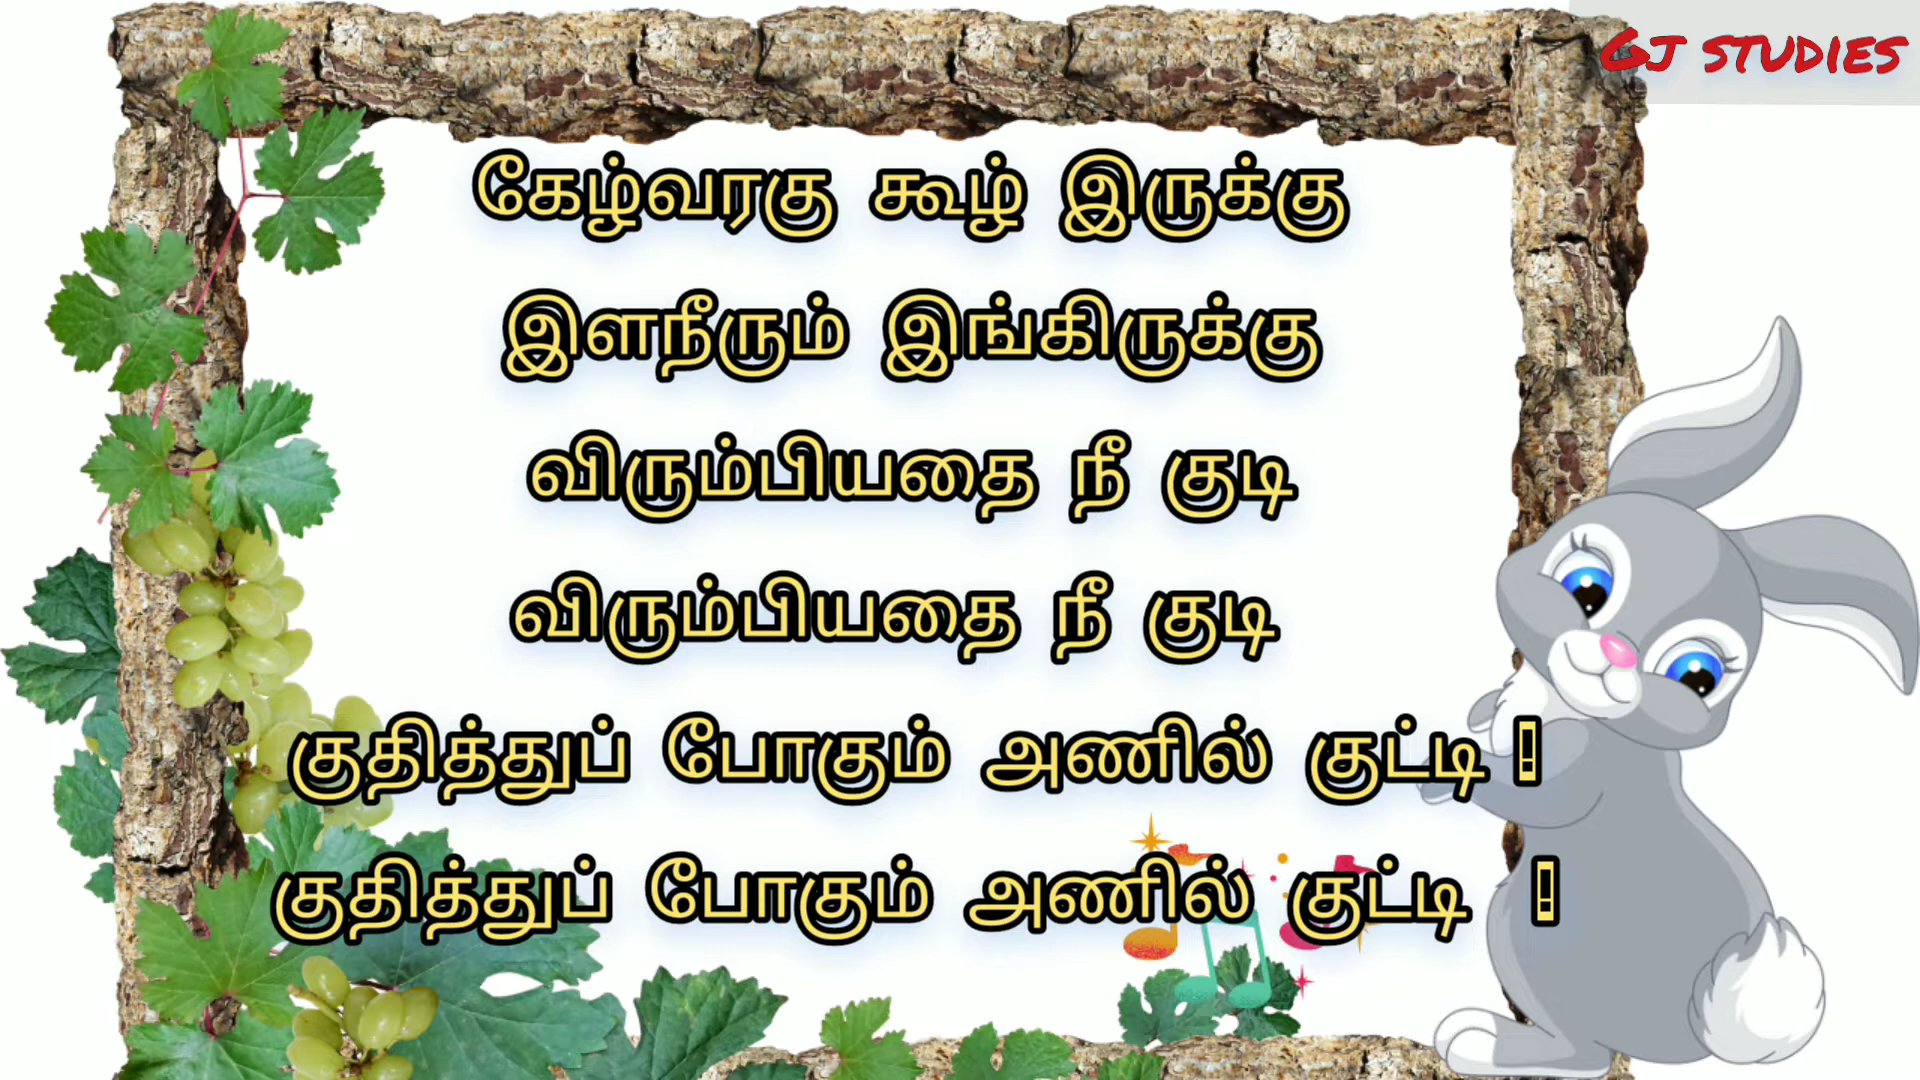 GJ STUDIES
கேழ்வரகு கூழ் இருக்கு
இளநீரும் இங்கிருக்கு
விரும்பியதை நீ குடி
விரும்பியதை நீ குடி
குதித்துப் போகும் அணில் குட்டி !
குதித்துப் போகும் அணில் குட்டி !